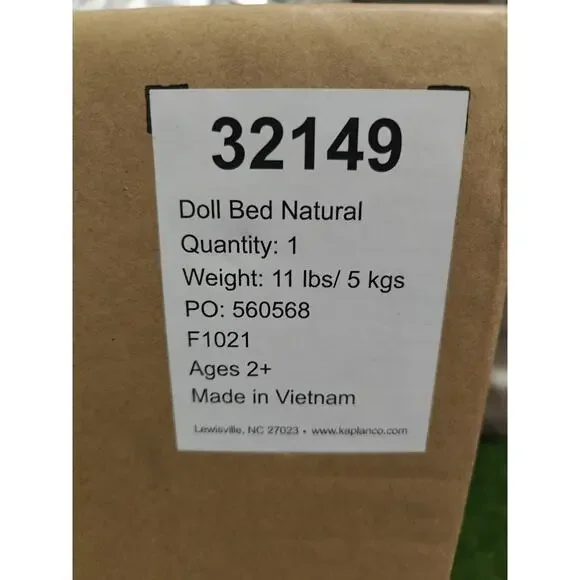 32149
Doll Bed Natural
Quantity: 1
Weight: 11 lbs/ 5 kgs
PO: 560568
F1021
Ages 2+
Made in Vietnam
Lewisville, NC 27023 • www.kaplanco.com